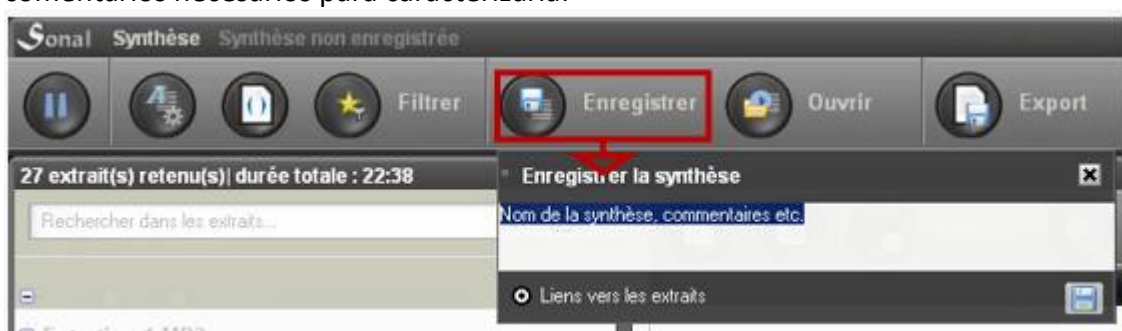 Sonal Synthèse Synthèse non enregistrée
Filtrer Enregistrer Ouvrir Export
27 extrait(s) retenu(s)| durée totale : 22:38
Enregistrer la synthèse
Rechercher dans les extraits...
Nom de la synthèse, commentaires etc.
Liens vers les extraits